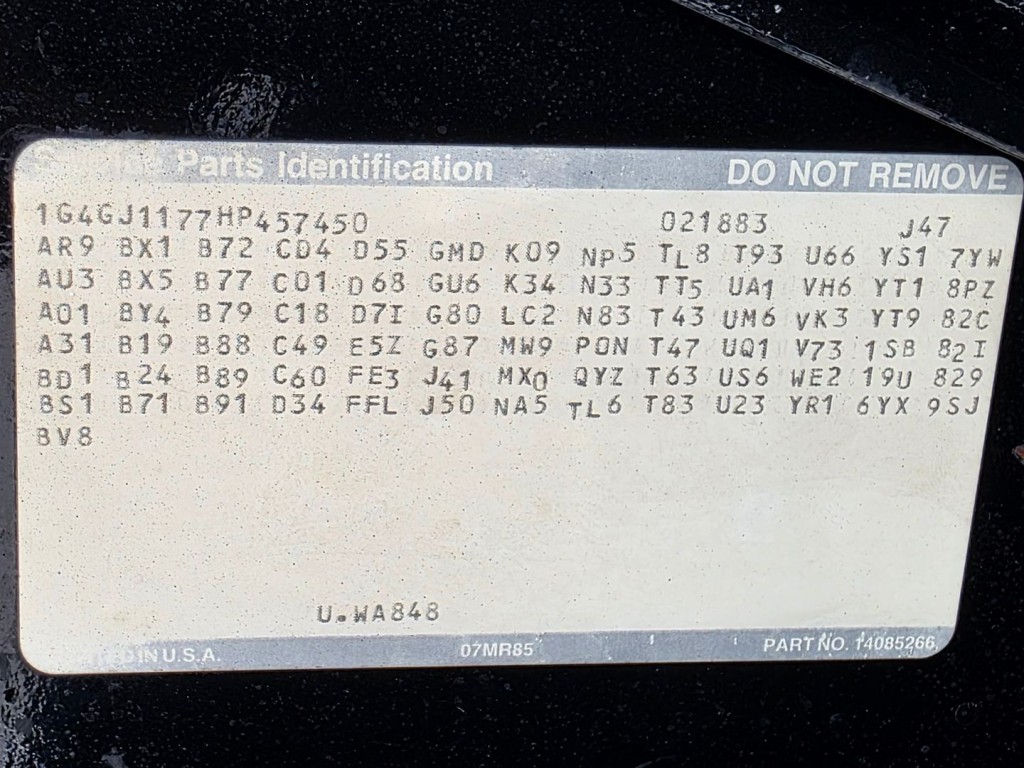 Service Parts Identification DO NOT REMOVE
1G4GJ1177HP457450 021883 J47
AR9 BX1 B72 CD4 D55 GMD K09 NP5 TL8 T93 U66 YS1 7YW
AU3 BX5 B77 C01 D68 GU6 K34 N33 TT5 UA1 VH6 YT1 8PZ
A01 BY4 B79 C18 D7I G80 LC2 N83 T43 UM6 VK3 YT9 82C
A31 B19 B88 C49 E5Z G87 MW9 PON T47 UQ1 V73 1SB 82I
BD1 B24 B89 C60 FE3 J41 MX0 QYZ T63 US6 WE2 19U 829
BS1 B71 B91 D34 FFL J50 NA5 TL6 T83 U23 YR1 6YX 9SJ
BV8
U.WA848
IN U.S.A. 07MR85 PART NO. 14085266